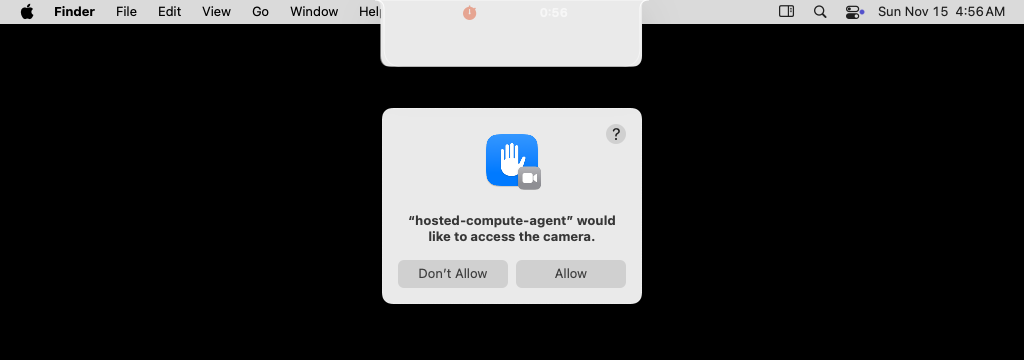 Finder File Edit View Go Window Help 0:56 Sun Nov 15 4:56 AM
?
“hosted-compute-agent” would
like to access the camera.
Don’t Allow Allow